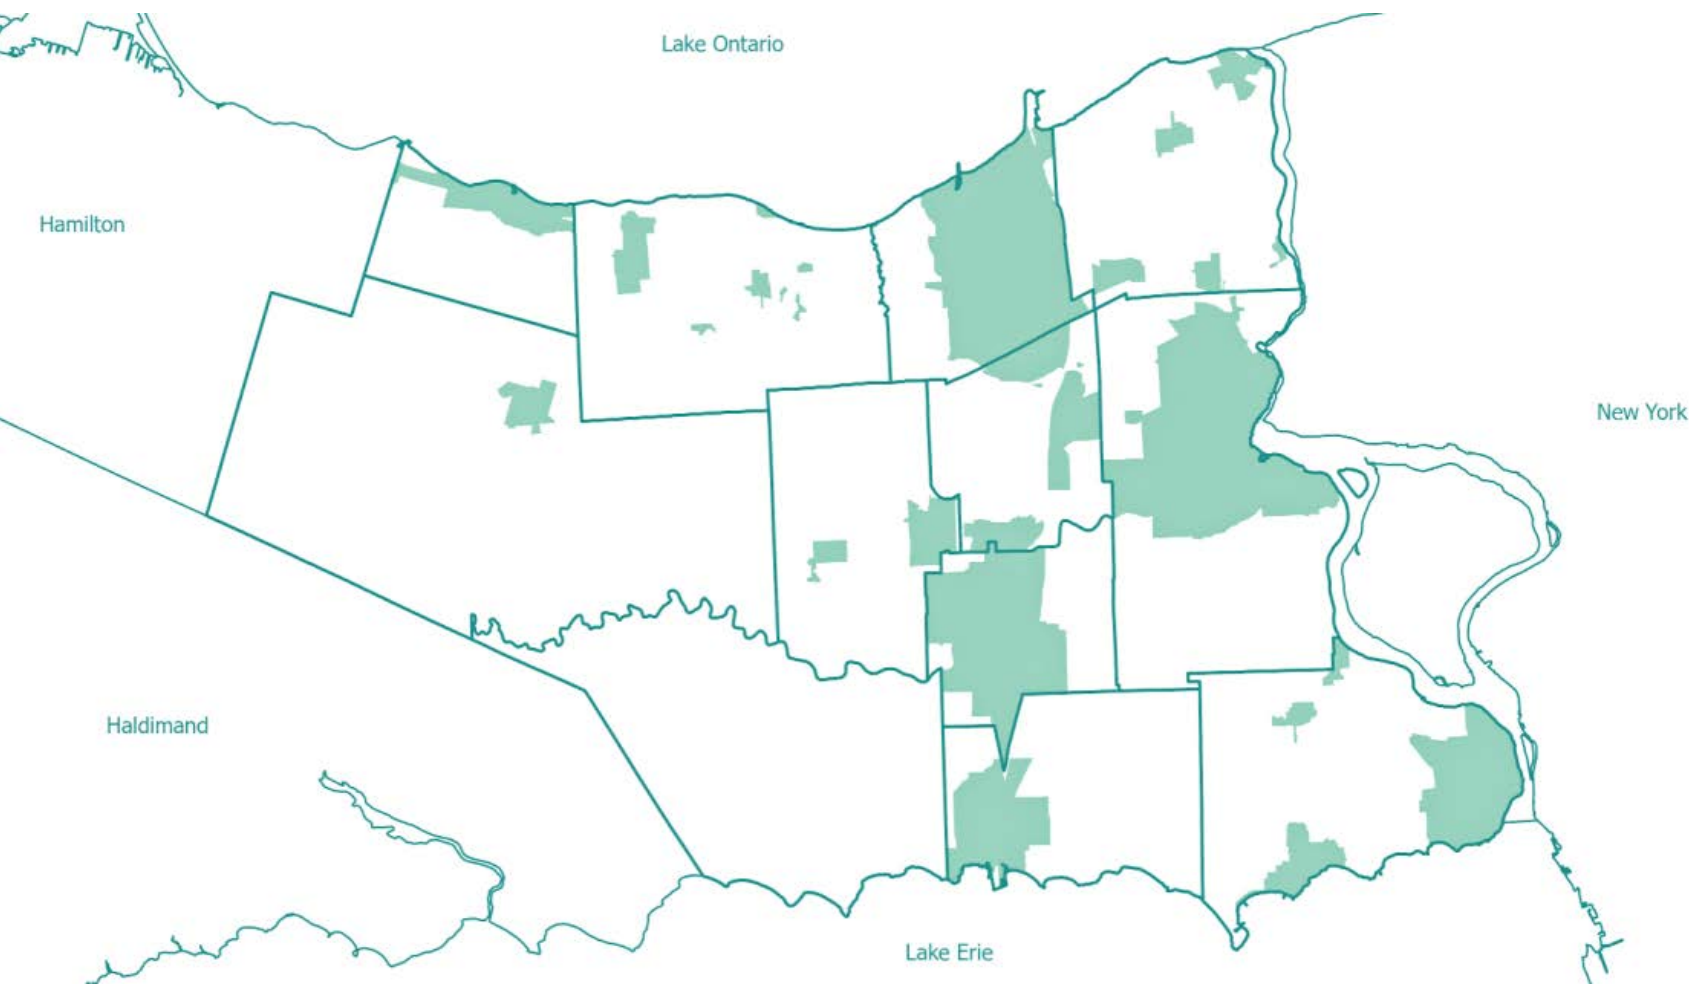 Lake Ontario
Hamilton
New York
Haldimand
Lake Erie